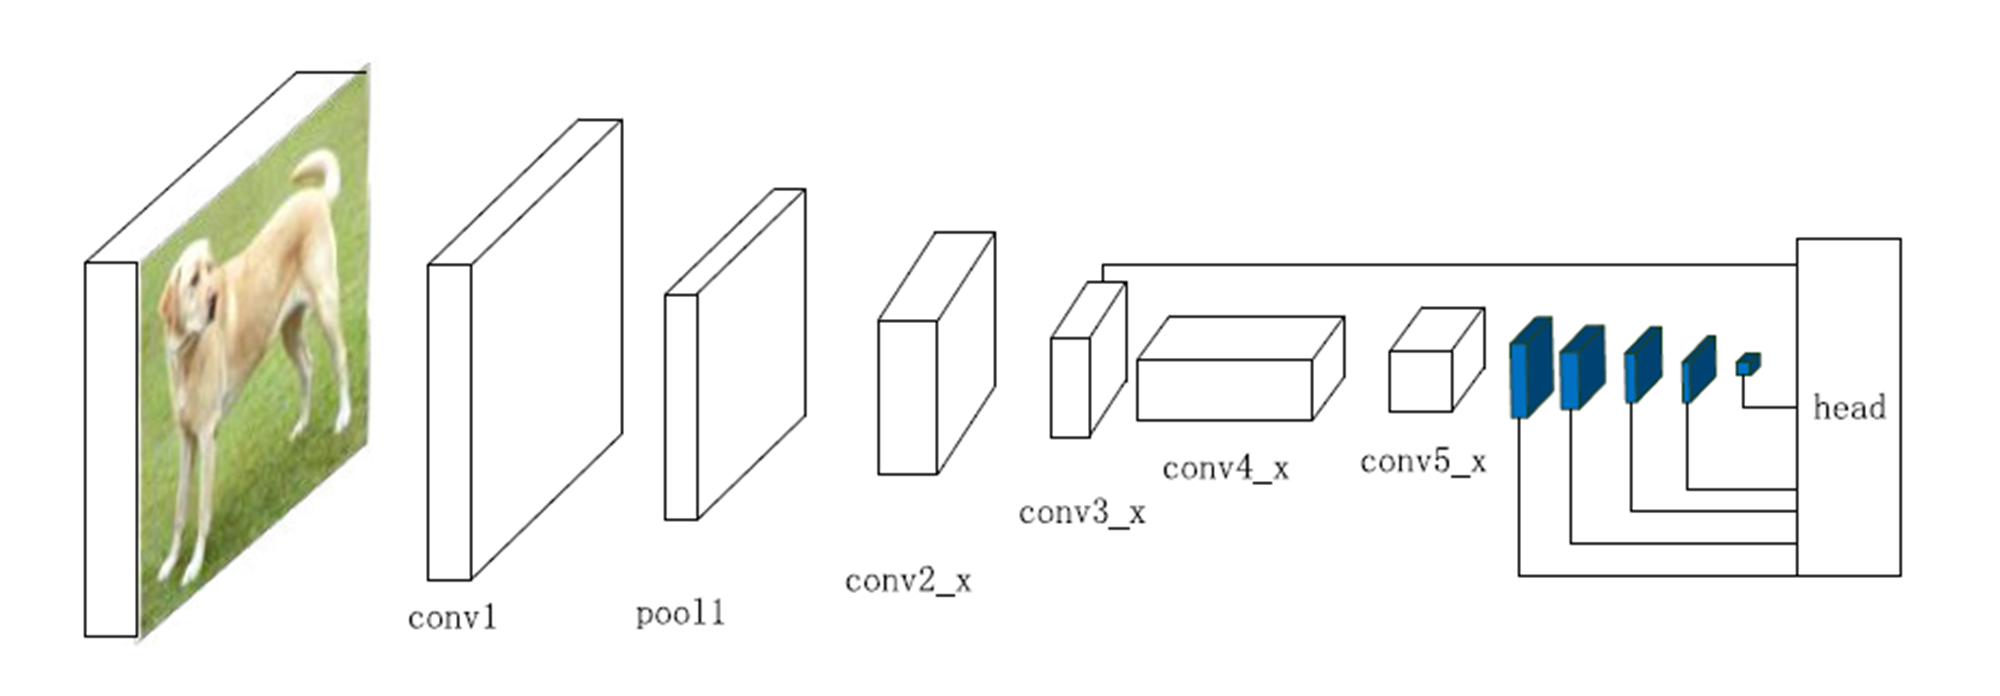 conv1
pool1
conv2_x
conv3_x
conv4_x
conv5_x
head